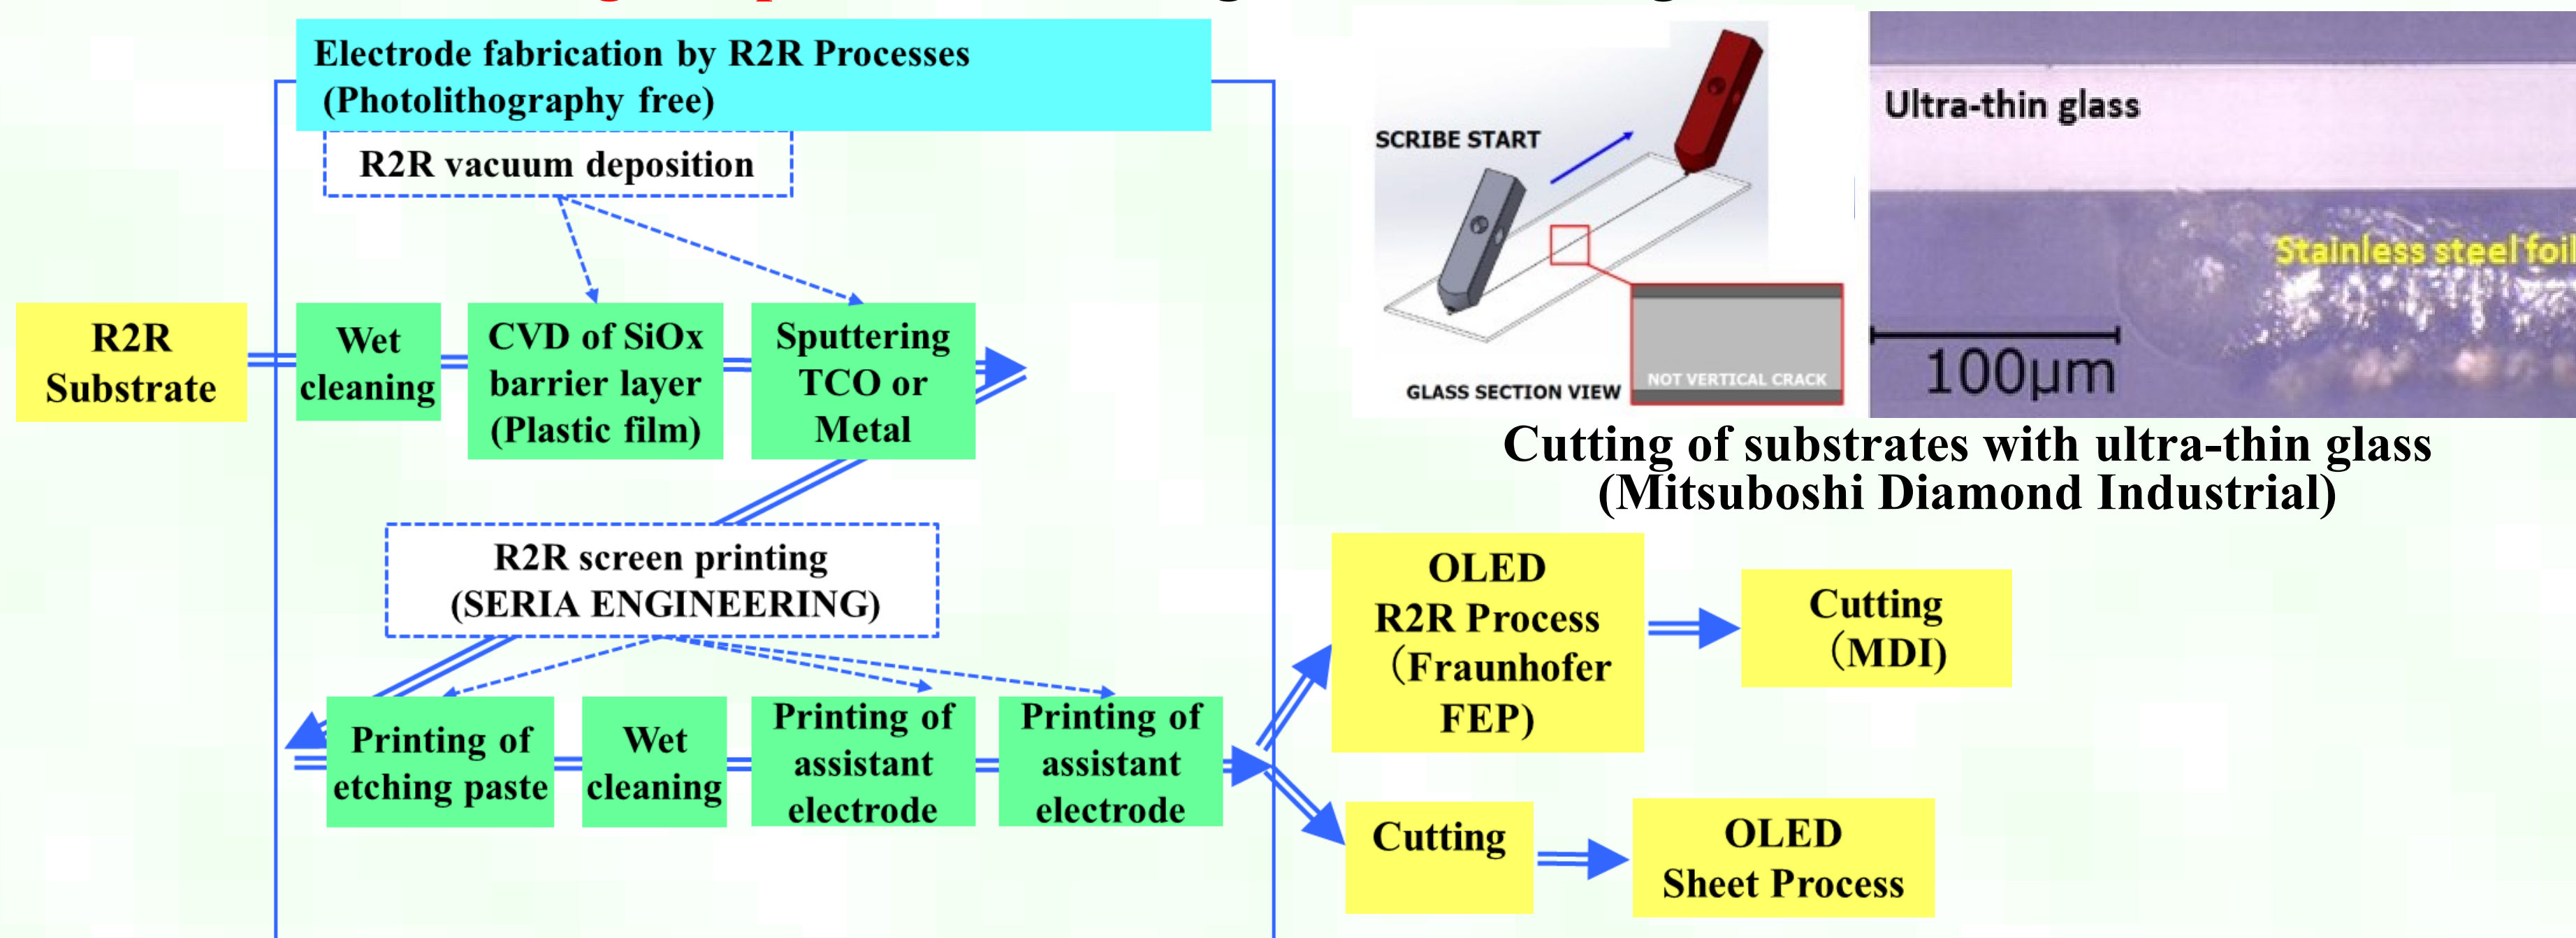 Electrode fabrication by R2R Processes
(Photolithography free)
R2R vacuum deposition
R2R
Substrate
Wet
cleaning
CVD of SiOx
barrier layer
(Plastic film)
Sputtering
TCO or
Metal
R2R screen printing
(SERIA ENGINEERING)
Printing of
etching paste
Wet
cleaning
Printing of
assistant
electrode
Printing of
assistant
electrode
SCRIBE START
GLASS SECTION VIEW
NOT VERTICAL CRACK
Ultra-thin glass
Stainless steel foil
100μm
Cutting of substrates with ultra-thin glass
(Mitsuboshi Diamond Industrial)
OLED
R2R Process
（Fraunhofer
FEP)
Cutting
（MDI)
Cutting
OLED
Sheet Process